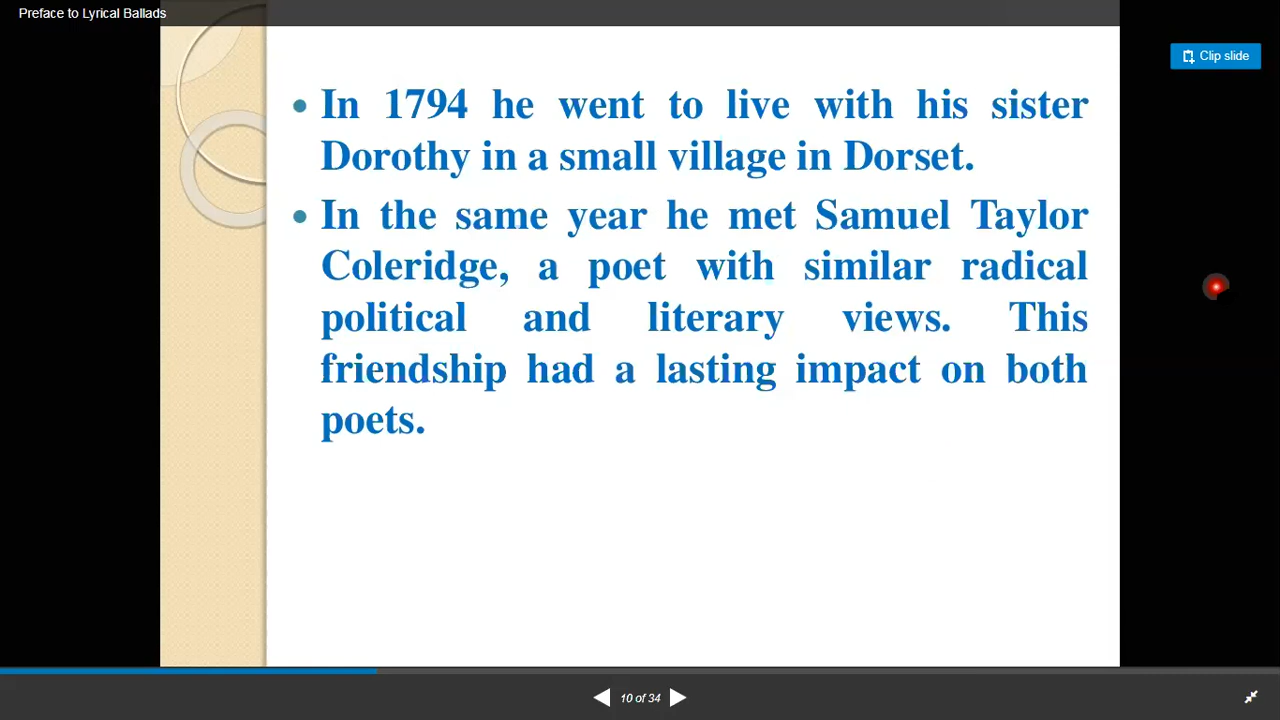 Preface to Lyrical Ballads
Clip slide
• In 1794 he went to live with his sister
Dorothy in a small village in Dorset.
• In the same year he met Samuel Taylor
Coleridge, a poet with similar radical
political and literary views. This
friendship had a lasting impact on both
poets.
10 of 34